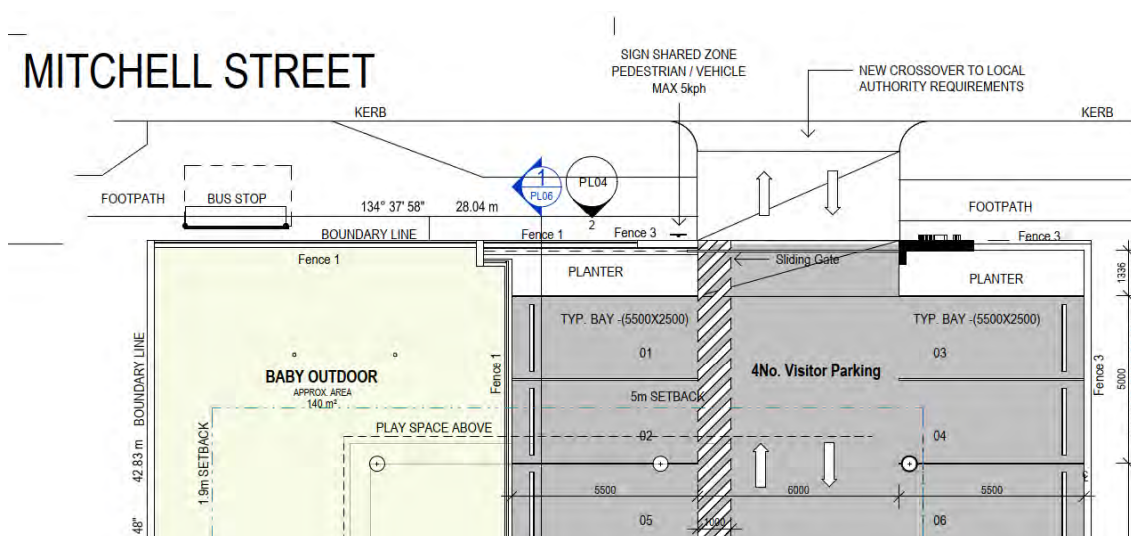 MITCHELL STREET
SIGN SHARED ZONE
PEDESTRIAN / VEHICLE
MAX 5kph
NEW CROSSOVER TO LOCAL
AUTHORITY REQUIREMENTS
KERB
KERB
FOOTPATH
BUS STOP
134° 37' 58"
28.04 m
1
PL06
PL04
2
FOOTPATH
BOUNDARY LINE
Fence 1
Fence 3
Fence 3
Fence 1
Sliding Gate
PLANTER
PLANTER
1336
TYP. BAY -(5500X2500)
TYP. BAY -(5500X2500)
01
03
BABY OUTDOOR
APPROX. AREA
140 m²
Fence 1
4No. Visitor Parking
Fence 3
5000
5m SETBACK
PLAY SPACE ABOVE
02
04
42.83 m BOUNDARY LINE
1.9m SETBACK
5500
6000
5500
48"
05
1000
06